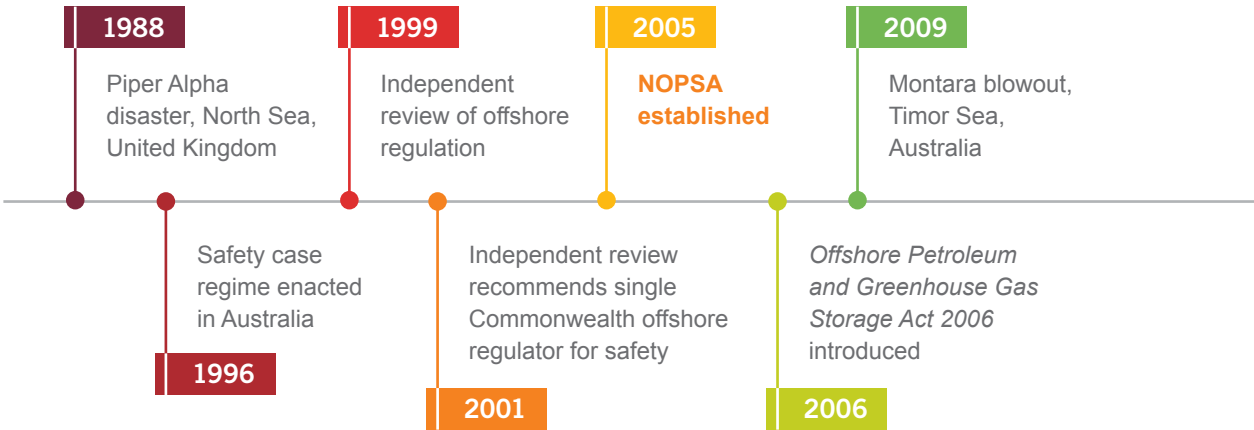 1988
Piper Alpha
disaster, North Sea,
United Kingdom
Safety case
regime enacted
in Australia
1996
1999
Independent
review of offshore
regulation
Independent review
recommends single
Commonwealth offshore
regulator for safety
2001
2005
NOPSA
established
Offshore Petroleum
and Greenhouse Gas
Storage Act 2006
introduced
2006
2009
Montara blowout,
Timor Sea,
Australia